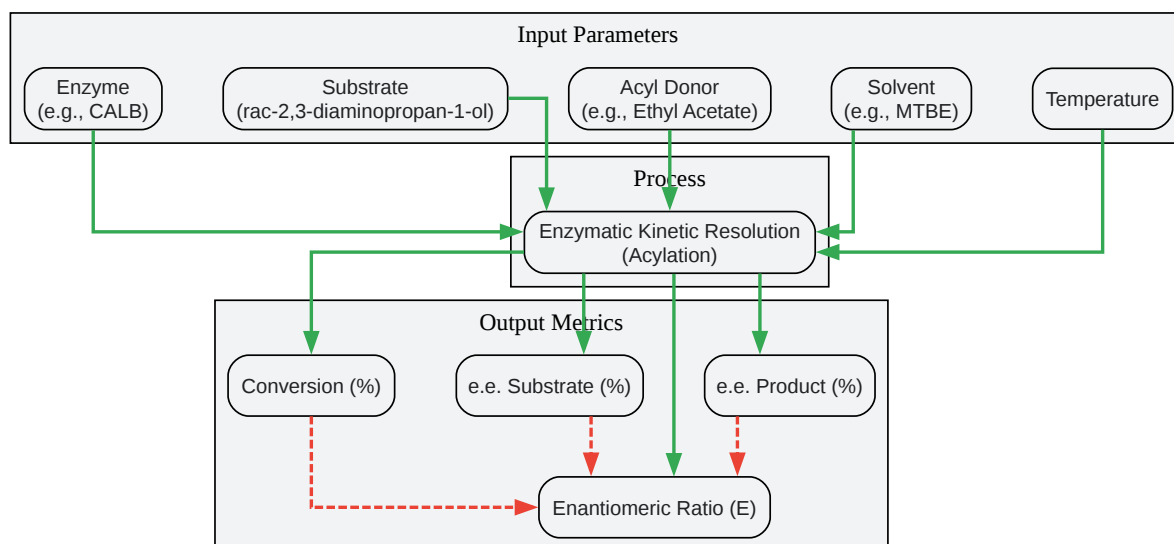 Input Parameters
Enzyme
(e.g., CALB)
Substrate
(rac-2,3-diaminopropan-1-ol)
Acyl Donor
(e.g., Ethyl Acetate)
Solvent
(e.g., MTBE)
Temperature
Process
Enzymatic Kinetic Resolution
(Acylation)
Output Metrics
Conversion (%)
e.e. Substrate (%)
e.e. Product (%)
Enantiomeric Ratio (E)